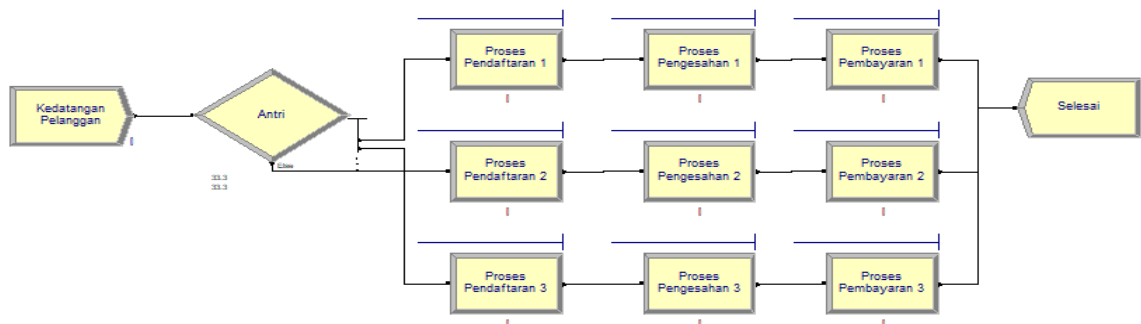 Kedatangan
Pelanggan
Antri
Else
33.3
33.3
Proses
Pendaftaran 1
Proses
Pengesahan 1
Proses
Pembayaran 1
Proses
Pendaftaran 2
Proses
Pengesahan 2
Proses
Pembayaran 2
Proses
Pendaftaran 3
Proses
Pengesahan 3
Proses
Pembayaran 3
Selesai